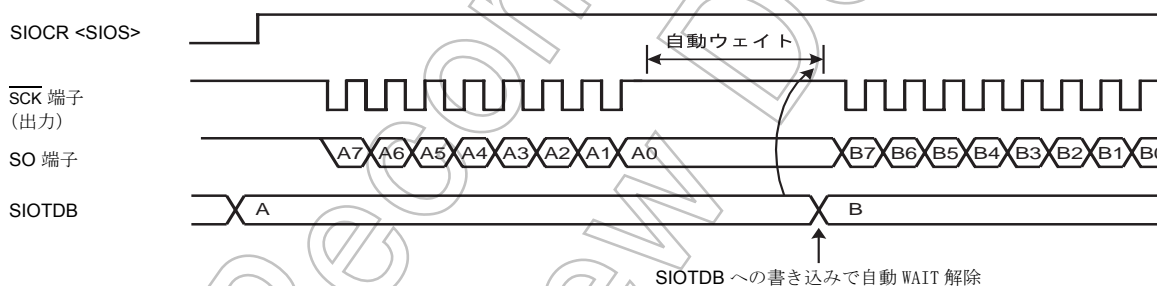 SIOCR <SIOS>
自動ウェイト
SCK 端子
(出力)
SO 端子
A7 A6 A5 A4 A3 A2 A1 A0 B7 B6 B5 B4 B3 B2 B1 B0
SIOTDB
A B
SIOTDB への書き込みで自動 WAIT 解除